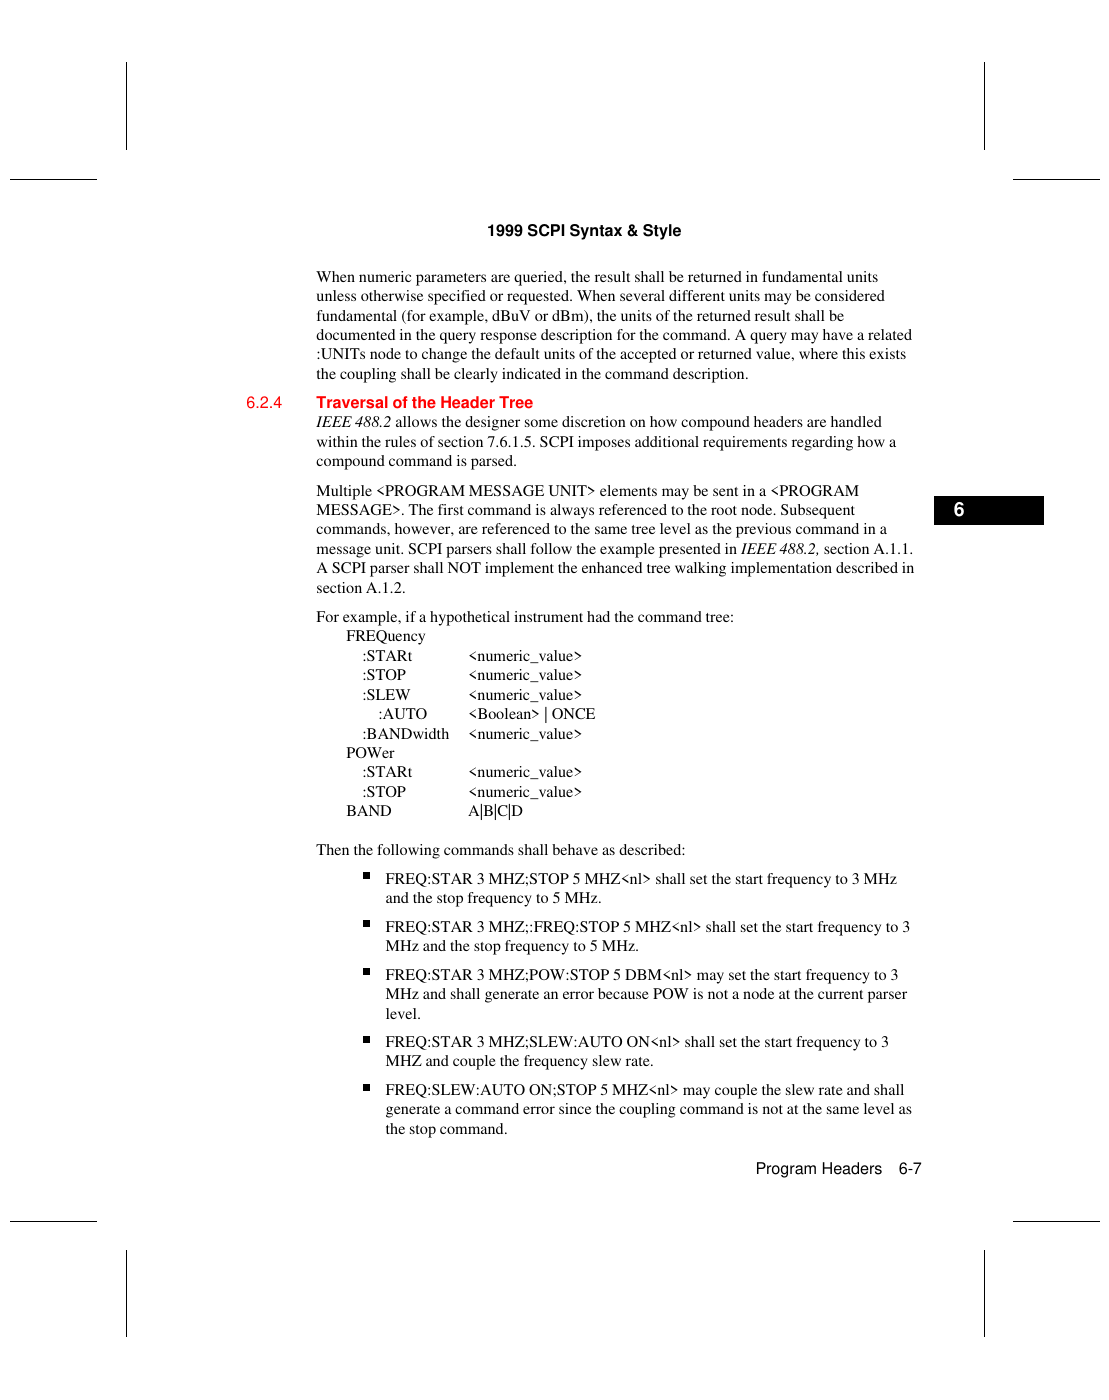 1999 SCPI Syntax & Style
When numeric parameters are queried, the result shall be returned in fundamental units
unless otherwise specified or requested. When several different units may be considered
fundamental (for example, dBuV or dBm), the units of the returned result shall be
documented in the query response description for the command. A query may have a related
:UNITs node to change the default units of the accepted or returned value, where this exists
the coupling shall be clearly indicated in the command description.
6.2.4 Traversal of the Header Tree
IEEE 488.2 allows the designer some discretion on how compound headers are handled
within the rules of section 7.6.1.5. SCPI imposes additional requirements regarding how a
compound command is parsed.
Multiple <PROGRAM MESSAGE UNIT> elements may be sent in a <PROGRAM
MESSAGE>. The first command is always referenced to the root node. Subsequent
commands, however, are referenced to the same tree level as the previous command in a
message unit. SCPI parsers shall follow the example presented in IEEE 488.2, section A.1.1.
A SCPI parser shall NOT implement the enhanced tree walking implementation described in
section A.1.2.
6
For example, if a hypothetical instrument had the command tree:
FREQuency
:STARt <numeric_value>
:STOP <numeric_value>
:SLEW <numeric_value>
:AUTO <Boolean> | ONCE
:BANDwidth <numeric_value>
POWer
:STARt <numeric_value>
:STOP <numeric_value>
BAND A|B|C|D
Then the following commands shall behave as described:
■ FREQ:STAR 3 MHZ;STOP 5 MHZ<nl> shall set the start frequency to 3 MHz
and the stop frequency to 5 MHz.
■ FREQ:STAR 3 MHZ;:FREQ:STOP 5 MHZ<nl> shall set the start frequency to 3
MHz and the stop frequency to 5 MHz.
■ FREQ:STAR 3 MHZ;POW:STOP 5 DBM<nl> may set the start frequency to 3
MHz and shall generate an error because POW is not a node at the current parser
level.
■ FREQ:STAR 3 MHZ;SLEW:AUTO ON<nl> shall set the start frequency to 3
MHZ and couple the frequency slew rate.
■ FREQ:SLEW:AUTO ON;STOP 5 MHZ<nl> may couple the slew rate and shall
generate a command error since the coupling command is not at the same level as
the stop command.
Program Headers 6-7